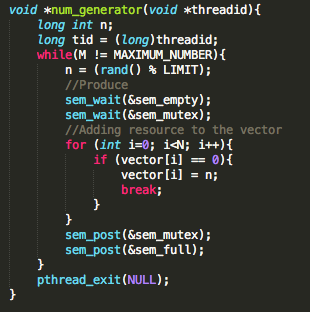 void *num_generator(void *threadid){
    long int n;
    long tid = (long)threadid;
    while(M != MAXIMUM_NUMBER){
        n = (rand() % LIMIT);
        //Produce
        sem_wait(&sem_empty);
        sem_wait(&sem_mutex);
        //Adding resource to the vector
        for (int i=0; i<N; i++){
            if (vector[i] == 0){
                vector[i] = n;
                break;
            }
        }
        sem_post(&sem_mutex);
        sem_post(&sem_full);
    }
    pthread_exit(NULL);
}